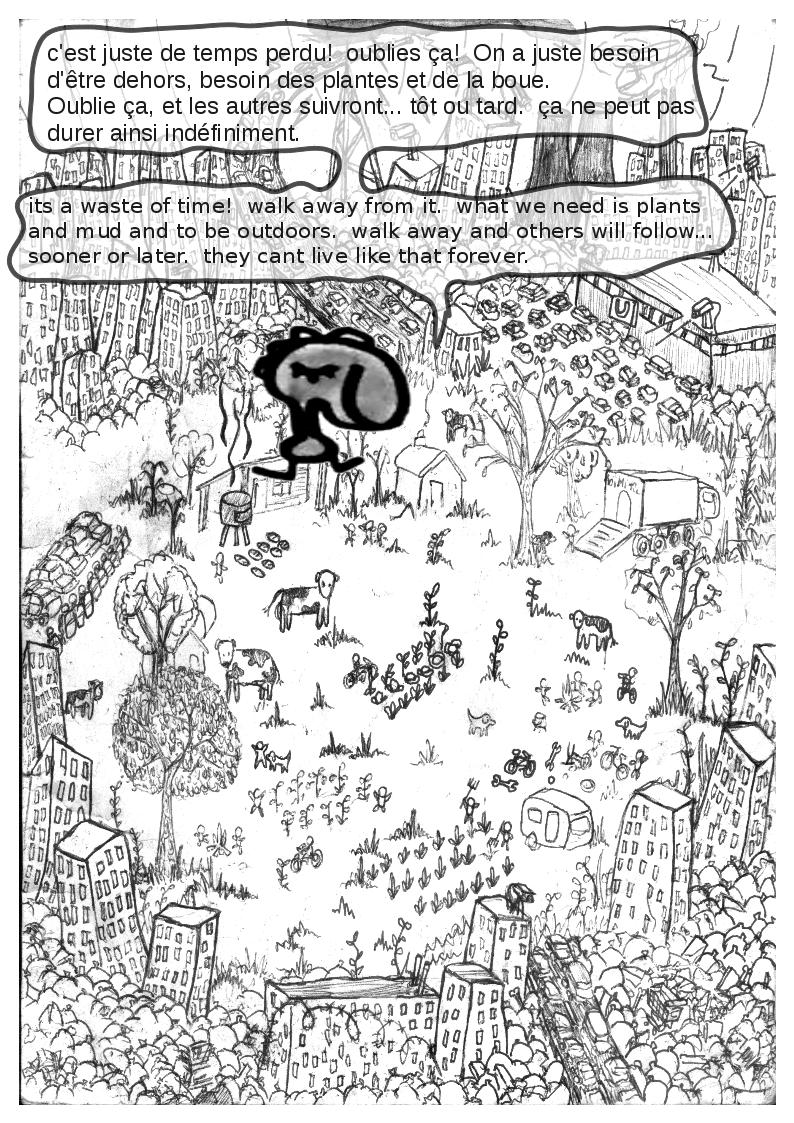 c'est juste de temps perdu!  oublies ça!  On a juste besoin
d'être dehors, besoin des plantes et de la boue.
Oublie ça, et les autres suivront... tôt ou tard.  ça ne peut pas
durer ainsi indéfiniment.
its a waste of time!  walk away from it.  what we need is plants
and mud and to be outdoors.  walk away and others will follow...
sooner or later.  they cant live like that forever.